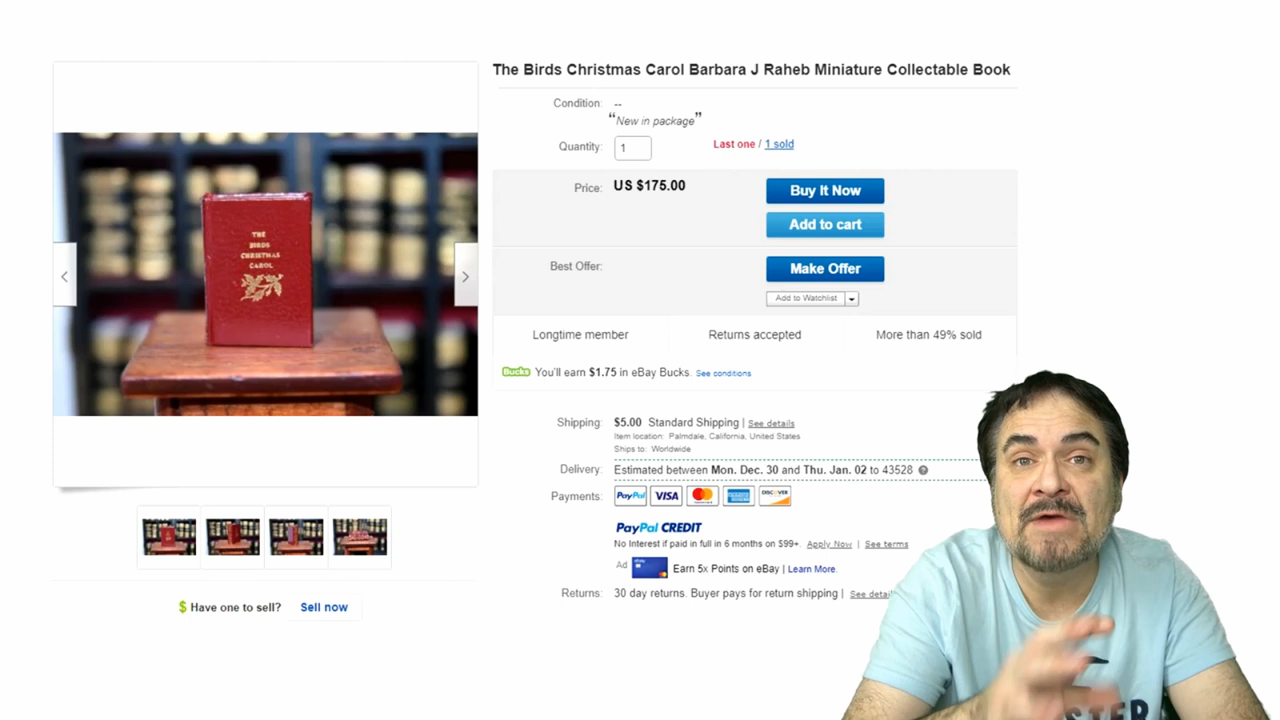 The Birds Christmas Carol Barbara J Raheb Miniature Collectable Book
Condition: --
“New in package”
Quantity: 1 Last one / 1 sold
Price: US $175.00 Buy It Now
Add to cart
Best Offer: Make Offer
Add to Watchlist
Longtime member Returns accepted More than 49% sold
Bucks You'll earn $1.75 in eBay Bucks. See conditions
Shipping: $5.00 Standard Shipping | See details
Item location: Palmdale, California, United States
Ships to: Worldwide
Delivery: Estimated between Mon. Dec. 30 and Thu. Jan. 02 to 43528 ?
Payments: PayPal VISA MasterCard DISCOVER
PayPal CREDIT
No Interest if paid in full in 6 months on $99+. Apply Now | See terms
Ad Earn 5x Points on eBay | Learn More.
Returns: 30 day returns. Buyer pays for return shipping |
THE
BIRDS
CHRISTMAS
CAROL
$ Have one to sell? Sell now